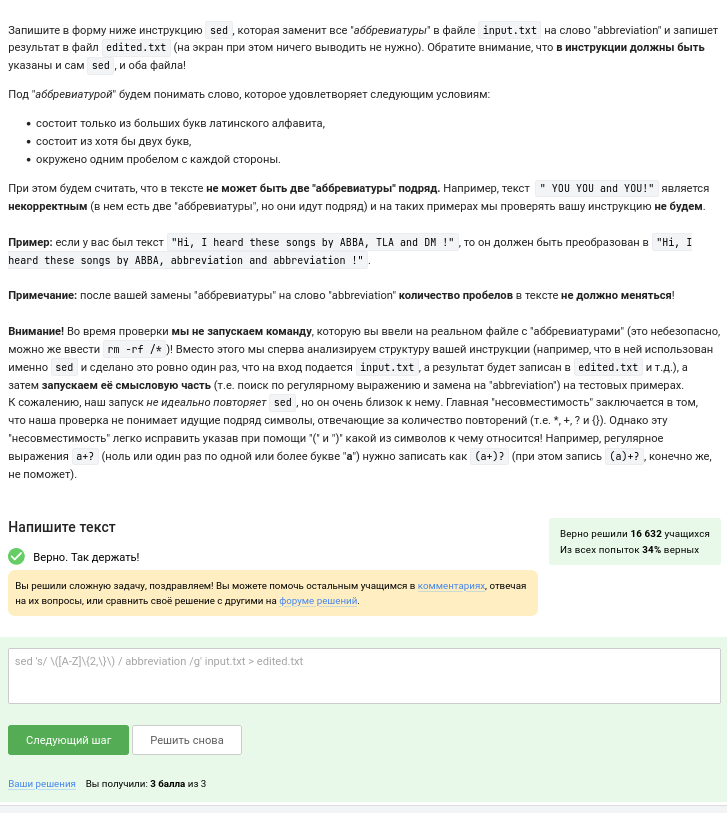 Запишите в форму ниже инструкцию sed, которая заменит все "аббревиатуры" в файле input.txt на слово "abbreviation" и запишет
результат в файл edited.txt (на экран при этом ничего выводить не нужно). Обратите внимание, что в инструкции должны быть
указаны и сам sed, и оба файла!
Под "аббревиатурой" будем понимать слово, которое удовлетворяет следующим условиям:
• состоит только из больших букв латинского алфавита,
• состоит из хотя бы двух букв,
• окружено одним пробелом с каждой стороны.
При этом будем считать, что в тексте не может быть две "аббревиатуры" подряд. Например, текст " YOU YOU and YOU!" является
некорректным (в нем есть две "аббревиатуры", но они идут подряд) и на таких примерах мы проверять вашу инструкцию не будем.
Пример: если у вас был текст "Hi, I heard these songs by ABBA, TLA and DM !", то он должен быть преобразован в "Hi, I
heard these songs by ABBA, abbreviation and abbreviation !".
Примечание: после вашей замены "аббревиатуры" на слово "abbreviation" количество пробелов в тексте не должно меняться!
Внимание! Во время проверки мы не запускаем команду, которую вы ввели на реальном файле с "аббревиатурами" (это небезопасно,
можно же ввести rm -rf /*)! Вместо этого мы сперва анализируем структуру вашей инструкции (например, что в ней использован
именно sed и сделано это ровно один раз, что на вход подается input.txt, а результат будет записан в edited.txt и т.д.), а
затем запускаем её смысловую часть (т.е. поиск по регулярному выражению и замена на "abbreviation") на тестовых примерах.
К сожалению, наш запуск не идеально повторяет sed, но он очень близок к нему. Главная "несовместимость" заключается в том,
что наша проверка не понимает идущие подряд символы, отвечающие за количество повторений (т.е. *, +, ? и {}). Однако эту
"несовместимость" легко исправить указав при помощи "(" и ")" какой из символов к чему относится! Например, регулярное
выражения a+? (ноль или один раз по одной или более букве "a") нужно записать как (a+)? (при этом запись (a)+? , конечно же,
не поможет).
Напишите текст
Верно решили 16 632 учащихся
Из всех попыток 34% верных
Верно. Так держать!
Вы решили сложную задачу, поздравляем! Вы можете помочь остальным учащимся в комментариях, отвечая
на их вопросы, или сравнить своё решение с другими на форуме решений.
sed 's/ \([A-Z]\{2,\}\) / abbreviation /g' input.txt > edited.txt
Следующий шаг Решить снова
Ваши решения Вы получили: 3 балла из 3